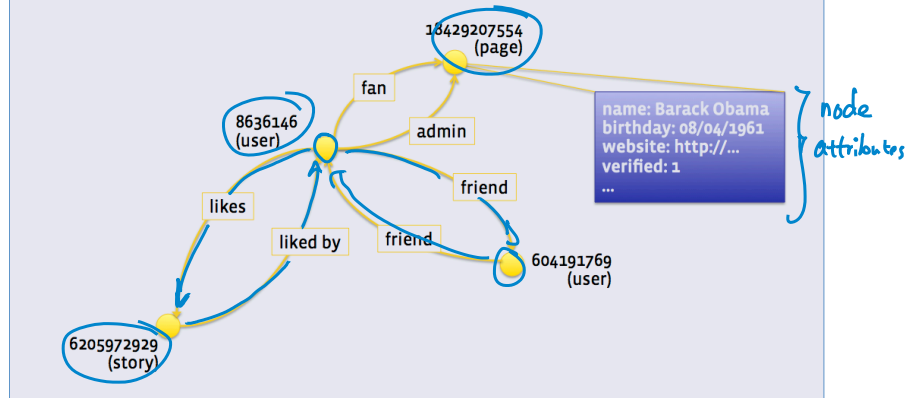 18429207554
(page)
fan
8636146
(user)
admin
name: Barack Obama
birthday: 08/04/1961
website: http://...
verified: 1
...
node
attributes
likes
friend
liked by
friend
604191769
(user)
6205972929
(story)